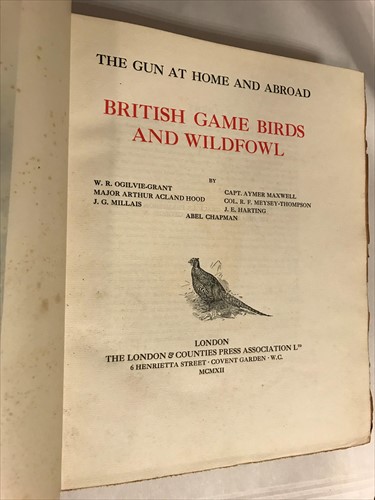 THE GUN AT HOME AND ABROAD
BRITISH GAME BIRDS
AND WILDFOWL
BY
W. R. OGILVIE-GRANT
MAJOR ARTHUR ACLAND HOOD
J. G. MILLAIS
CAPT. AYMER MAXWELL
COL. R. F. MEYSEY-THOMPSON
J. E. HARTING
ABEL CHAPMAN
LONDON
THE LONDON & COUNTIES PRESS ASSOCIATION Lᵀᴰ
6 HENRIETTA STREET · COVENT GARDEN · W.C.
MCMXII